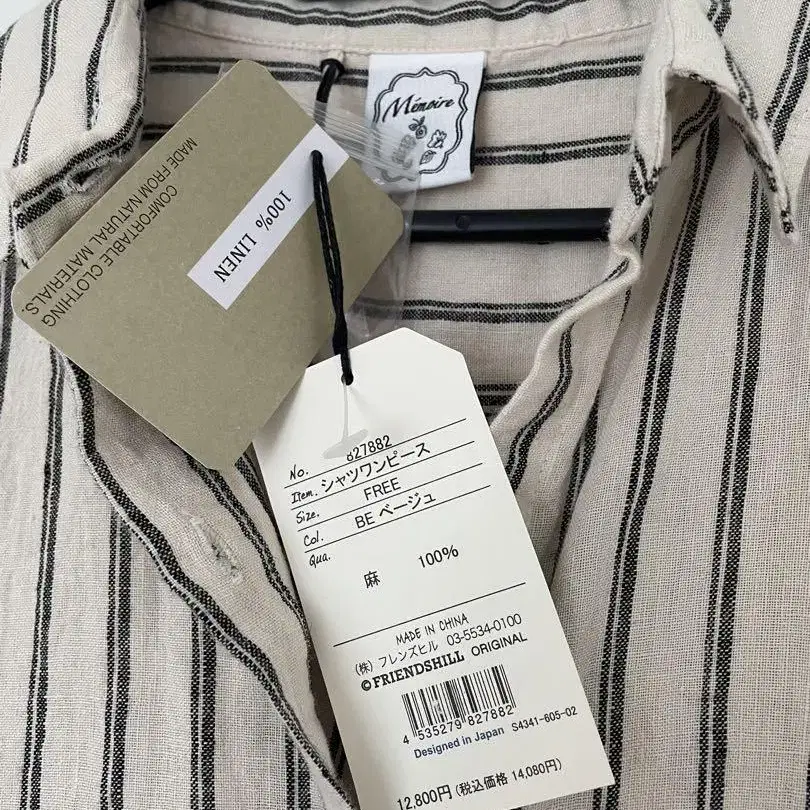 Mémoire
COMFORTABLE CLOTHING
MADE FROM NATURAL MATERIALS.
100% LINEN
No. 827882
Item. シャツワンピース
Size. FREE
Col. BE ベージュ
Qua.
麻 100%
MADE IN CHINA
(株) フレンズヒル 03-5534-0100
©FRIENDSHILL ORIGINAL
4 535279 827882
Designed in Japan S4341-605-02
12,800円(税込価格 14,080円)